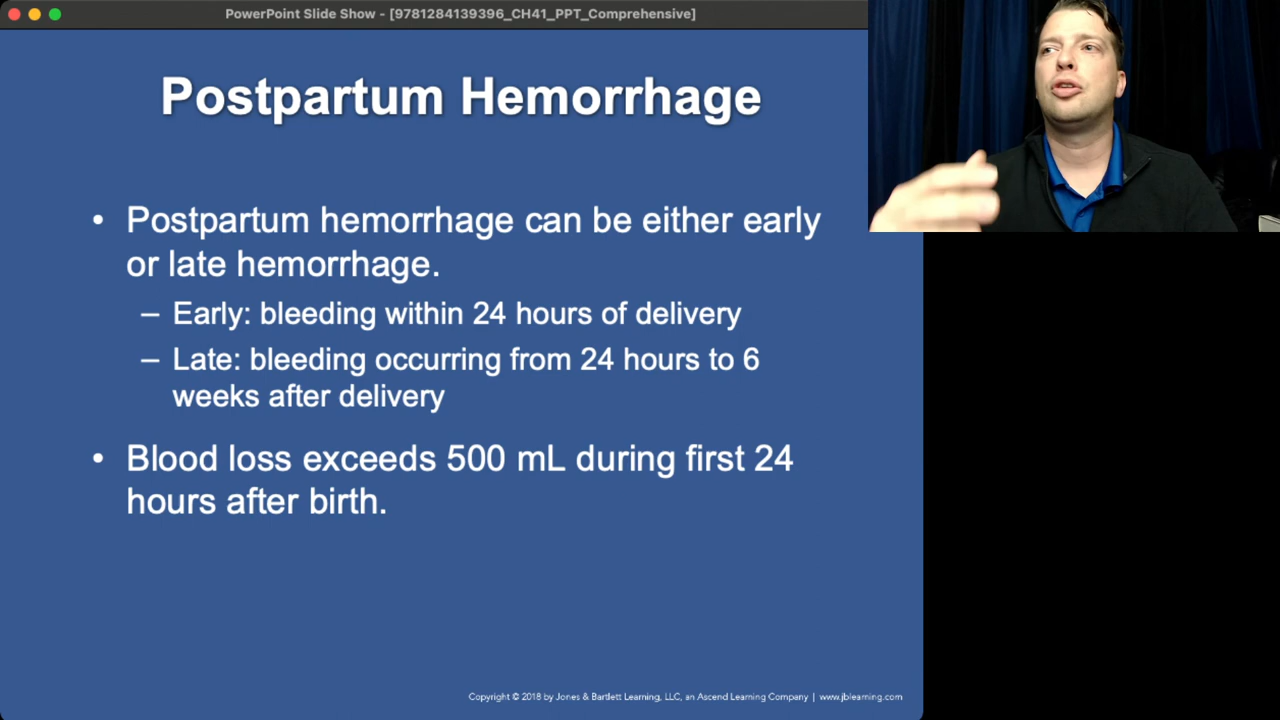 PowerPoint Slide Show - [9781284139396_CH41_PPT_Comprehensive]
Postpartum Hemorrhage
• Postpartum hemorrhage can be either early
or late hemorrhage.
– Early: bleeding within 24 hours of delivery
– Late: bleeding occurring from 24 hours to 6
weeks after delivery
• Blood loss exceeds 500 mL during first 24
hours after birth.
Copyright © 2018 by Jones & Bartlett Learning, LLC, an Ascend Learning Company | www.jblearning.com